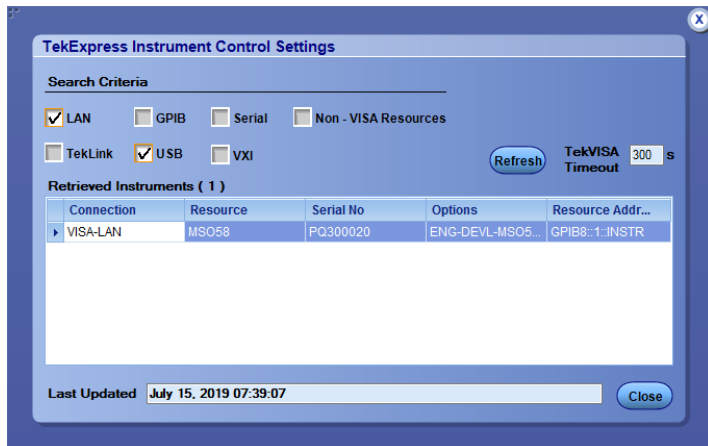 TekExpress Instrument Control Settings
Search Criteria
LAN GPIB Serial Non - VISA Resources
TekLink USB VXI Refresh TekVISA Timeout 300 s
Retrieved Instruments ( 1 )
Connection Resource Serial No Options Resource Addr...
VISA-LAN MSO58 PQ300020 ENG-DEVL-MSO5... GPIB8::1::INSTR
Last Updated July 15, 2019 07:39:07 Close